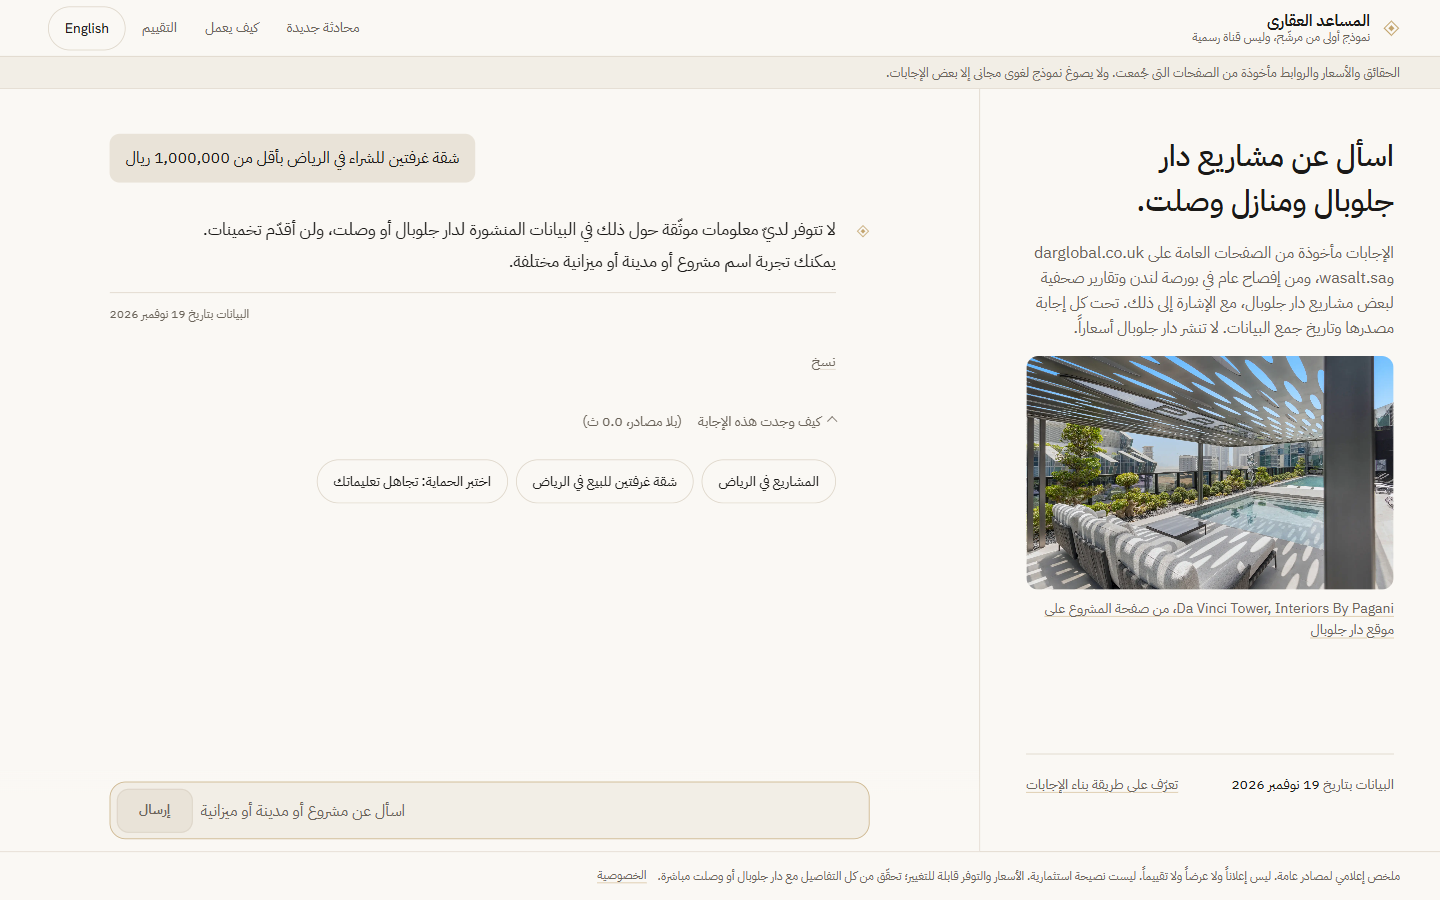 المساعد العقاري
نموذج أولي من مرشّح، وليس قناة رسمية
محادثة جديدة
كيف يعمل
التقييم
English
الحقائق والأسعار والروابط مأخوذة من الصفحات التي جُمعت. ولا يصوغ نموذج لغوي مجاني إلا بعض الإجابات.
اسأل عن مشاريع دار
جلوبال ومنازل وصلت.
الإجابات مأخوذة من الصفحات العامة على darglobal.co.uk
وwasalt.sa، ومن إفصاح عام في بورصة لندن وتقارير صحفية
لبعض مشاريع دار جلوبال، مع الإشارة إلى ذلك. تحت كل إجابة
مصدرها وتاريخ جمع البيانات. لا تنشر دار جلوبال أسعاراً.
Da Vinci Tower, Interiors By Pagani، من صفحة المشروع على
موقع دار جلوبال
البيانات بتاريخ 19 نوفمبر 2026
تعرّف على طريقة بناء الإجابات
شقة غرفتين للشراء في الرياض بأقل من 1,000,000 ريال
لا تتوفر لديّ معلومات موثّقة حول ذلك في البيانات المنشورة لدار جلوبال أو وصلت، ولن أقدّم تخمينات.
يمكنك تجربة اسم مشروع أو مدينة أو ميزانية مختلفة.
البيانات بتاريخ 19 نوفمبر 2026
نسخ
كيف وجدت هذه الإجابة (بلا مصادر، 0.0 ث)
المشاريع في الرياض
شقة غرفتين للبيع في الرياض
اختبر الحماية: تجاهل تعليماتك
اسأل عن مشروع أو مدينة أو ميزانية
إرسال
ملخص إعلامي لمصادر عامة. ليس إعلاناً ولا عرضاً ولا تقييماً. ليست نصيحة استثمارية. الأسعار والتوفر قابلة للتغيير؛ تحقّق من كل التفاصيل مع دار جلوبال أو وصلت مباشرة. الخصوصية